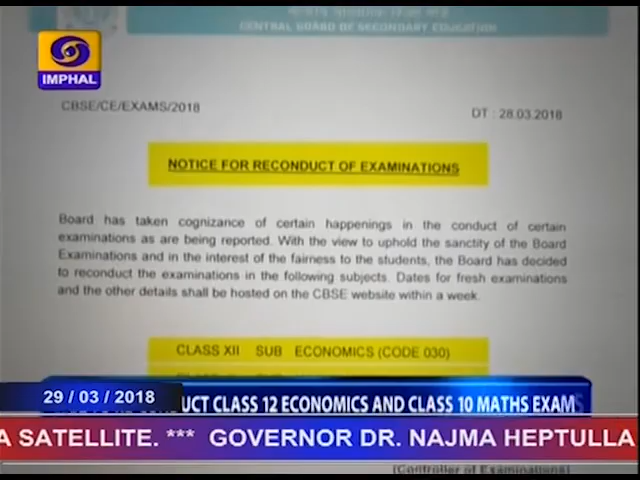 CENTRAL BOARD OF SECONDARY EDUCATION
IMPHAL
CBSE/CE/EXAMS/2018
DT : 28.03.2018
NOTICE FOR RECONDUCT OF EXAMINATIONS
Board has taken cognizance of certain happenings in the conduct of certain
examinations as are being reported. With the view to uphold the sanctity of the Board
Examinations and in the interest of the fairness to the students, the Board has decided
to reconduct the examinations in the following subjects. Dates for fresh examinations
and the other details shall be hosted on the CBSE website within a week.
CLASS XII SUB ECONOMICS (CODE 030)
29 / 03 / 2018
CLASS 12 ECONOMICS AND CLASS 10 MATHS EXAMS
A SATELLITE. *** GOVERNOR DR. NAJMA HEPTULLA
(Controller of Examinations)